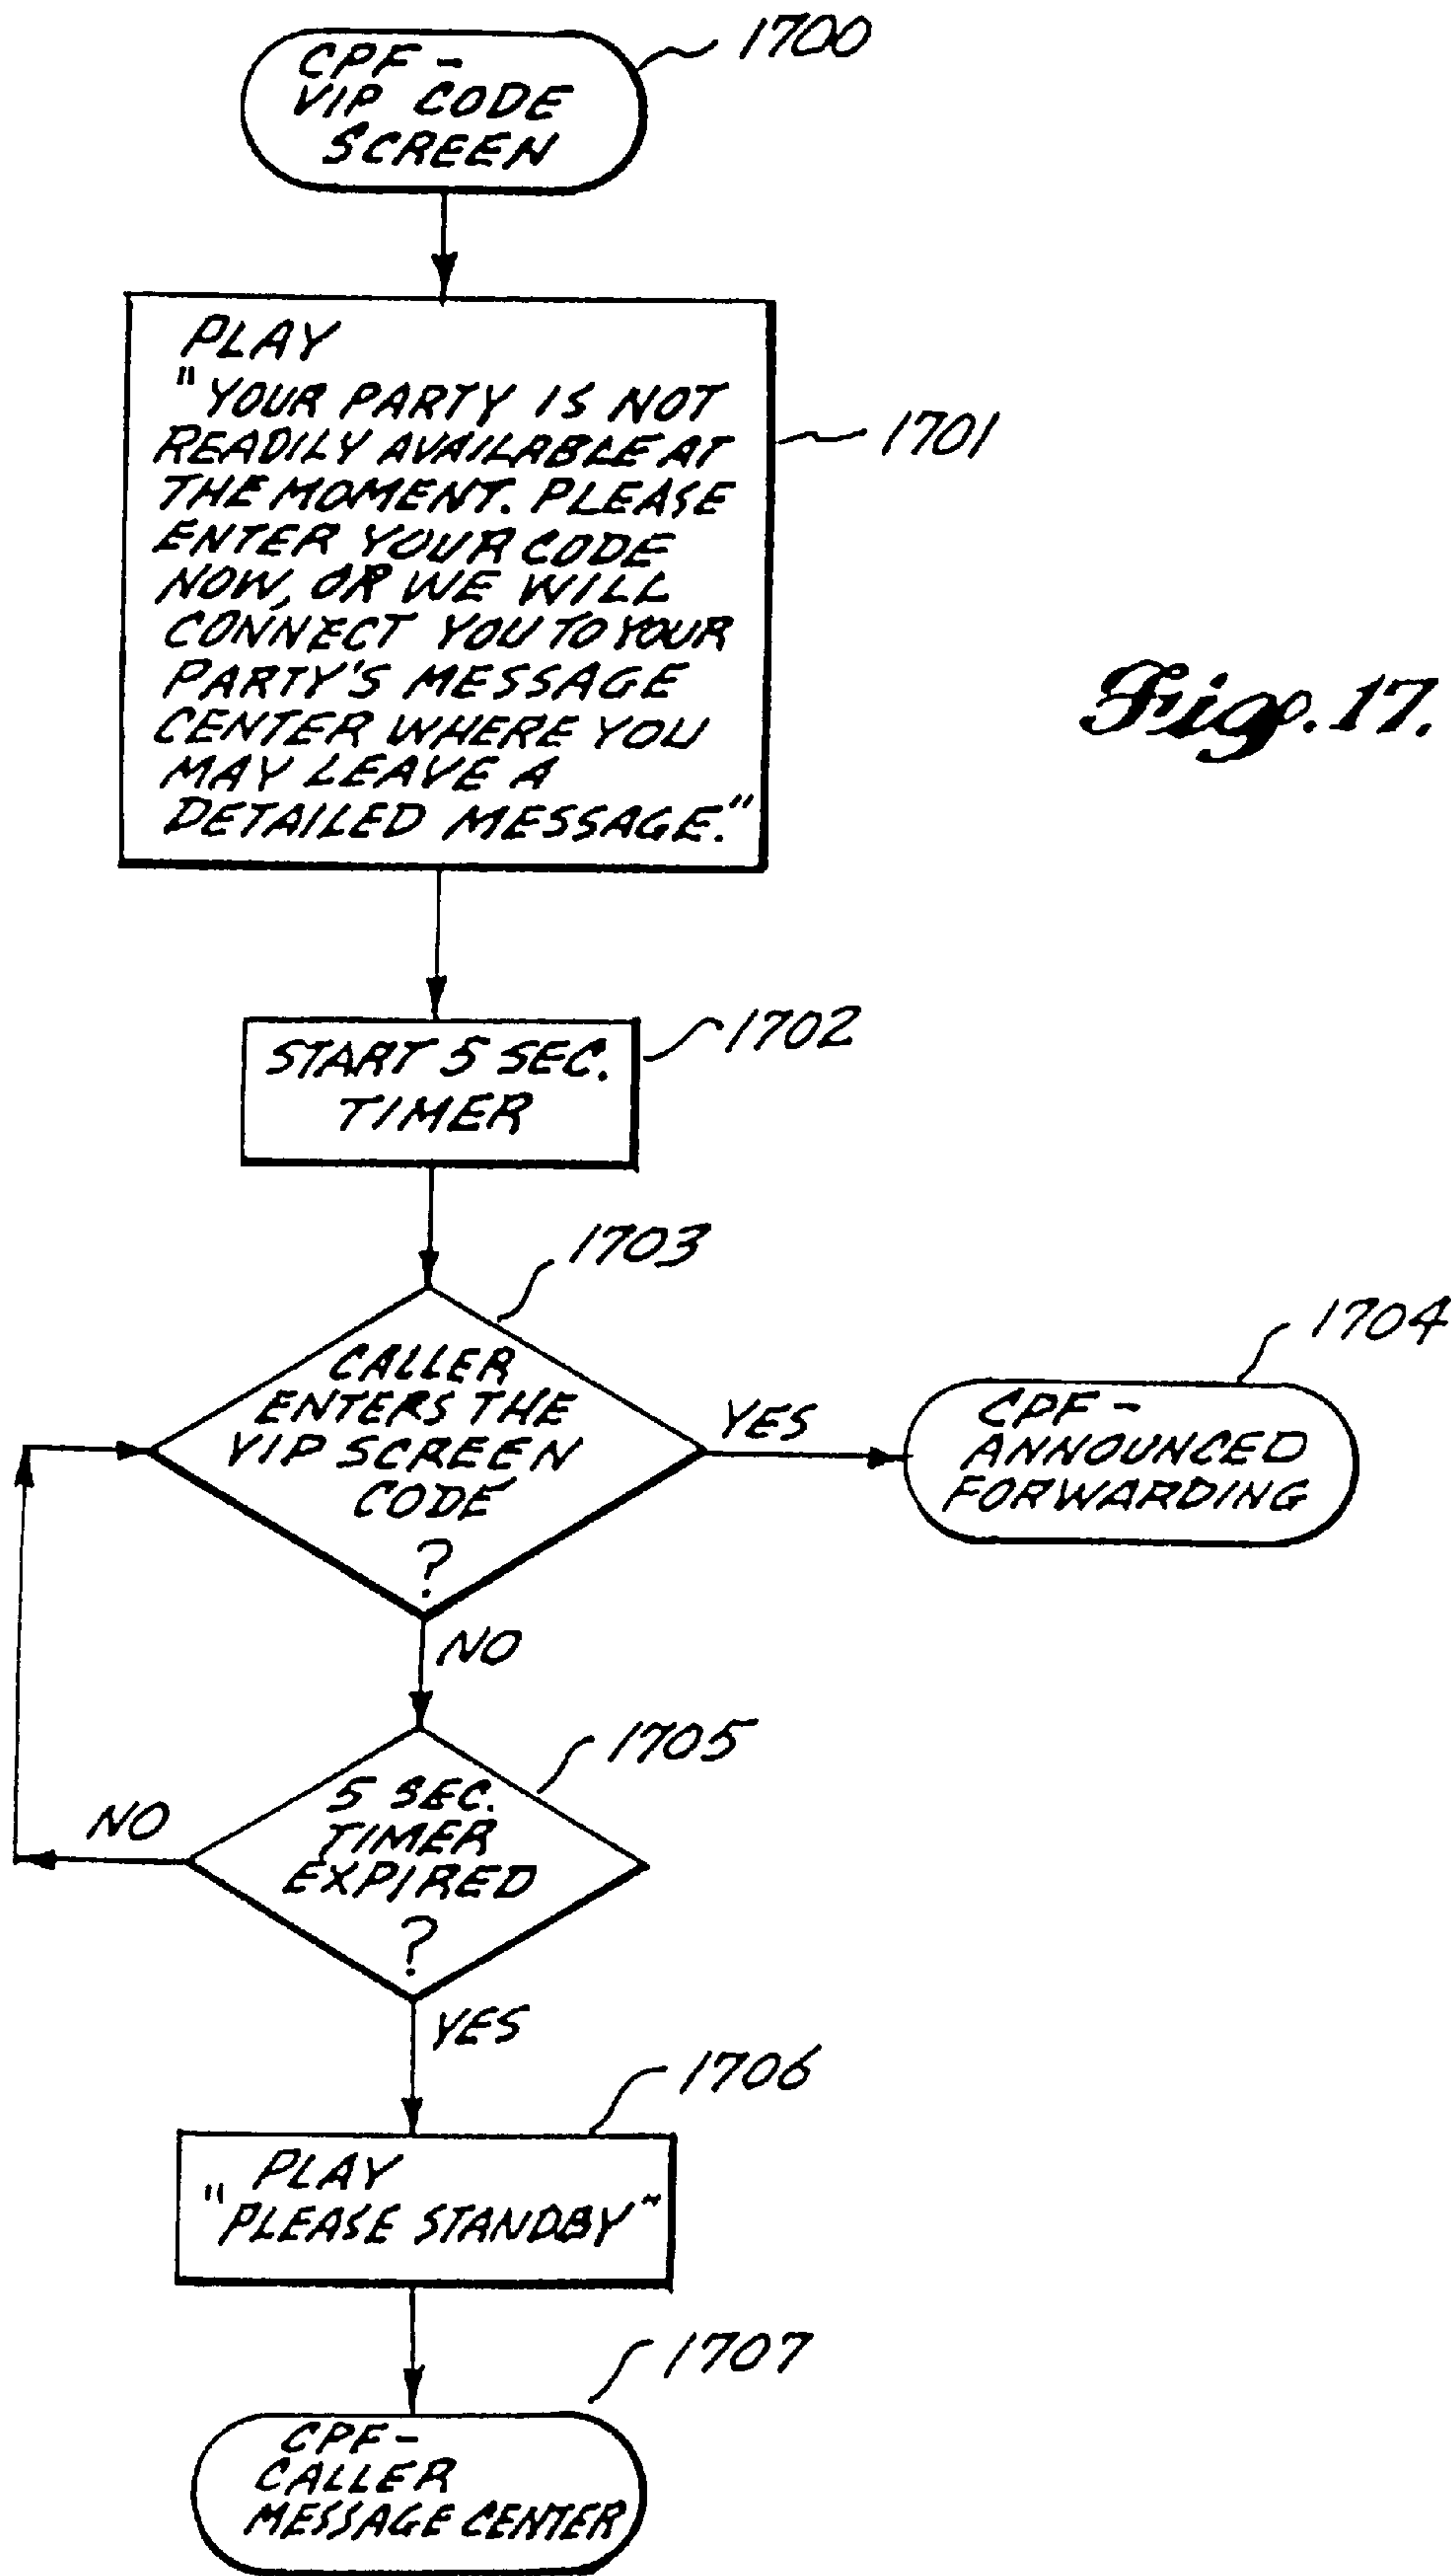 1700
CPF -
VIP CODE
SCREEN
PLAY
"YOUR PARTY IS NOT
READILY AVAILABLE AT
THE MOMENT. PLEASE
ENTER YOUR CODE
NOW, OR WE WILL
CONNECT YOU TO YOUR
PARTY'S MESSAGE
CENTER WHERE YOU
MAY LEAVE A
DETAILED MESSAGE."
1701
Fig. 17.
START 5 SEC.
TIMER
1702
1703
CALLER
ENTERS THE
VIP SCREEN
CODE
?
YES
1704
CPF -
ANNOUNCED
FORWARDING
NO
1705
5 SEC.
TIMER
EXPIRED
?
NO
YES
1706
PLAY
"PLEASE STANDBY"
1707
CPF -
CALLER
MESSAGE CENTER